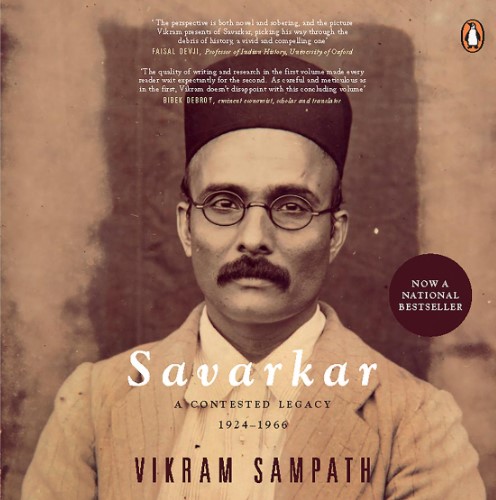 "The perspective is both novel and sobering, and the picture
Vikram presents of Savarkar, picking his way through the
debris of history, a vivid and compelling one"
FAISAL DEVJI, Professor of Indian History, University of Oxford
"The quality of writing and research in the first volume made every
reader wait expectantly for the second. As careful and meticulous as
in the first, Vikram doesn't disappoint with this concluding volume"
BIBEK DEBROY, eminent economist, scholar and translator
NOW A
NATIONAL
BESTSELLER
Savarkar
A CONTESTED LEGACY
1924–1966
VIKRAM SAMPATH